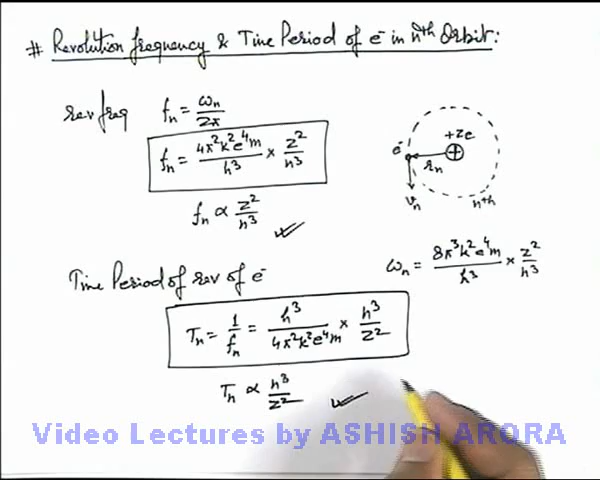 # Revolution frequency & Time Period of e⁻ in nᵗʰ Orbit:
rev freq fₙ = ωₙ/2π
fₙ = 4π²k²e⁴m/h³ × z²/n³
fₙ ∝ z²/n³
+ze
e⁻
rₙ
vₙ
nth
ωₙ = 8π³k²e⁴m/h³ × z²/n³
Time Period of rev of e⁻
Tₙ = 1/fₙ = h³/4π²k²e⁴m × n³/z²
Tₙ ∝ n³/z²
Video Lectures by ASHISH ARORA